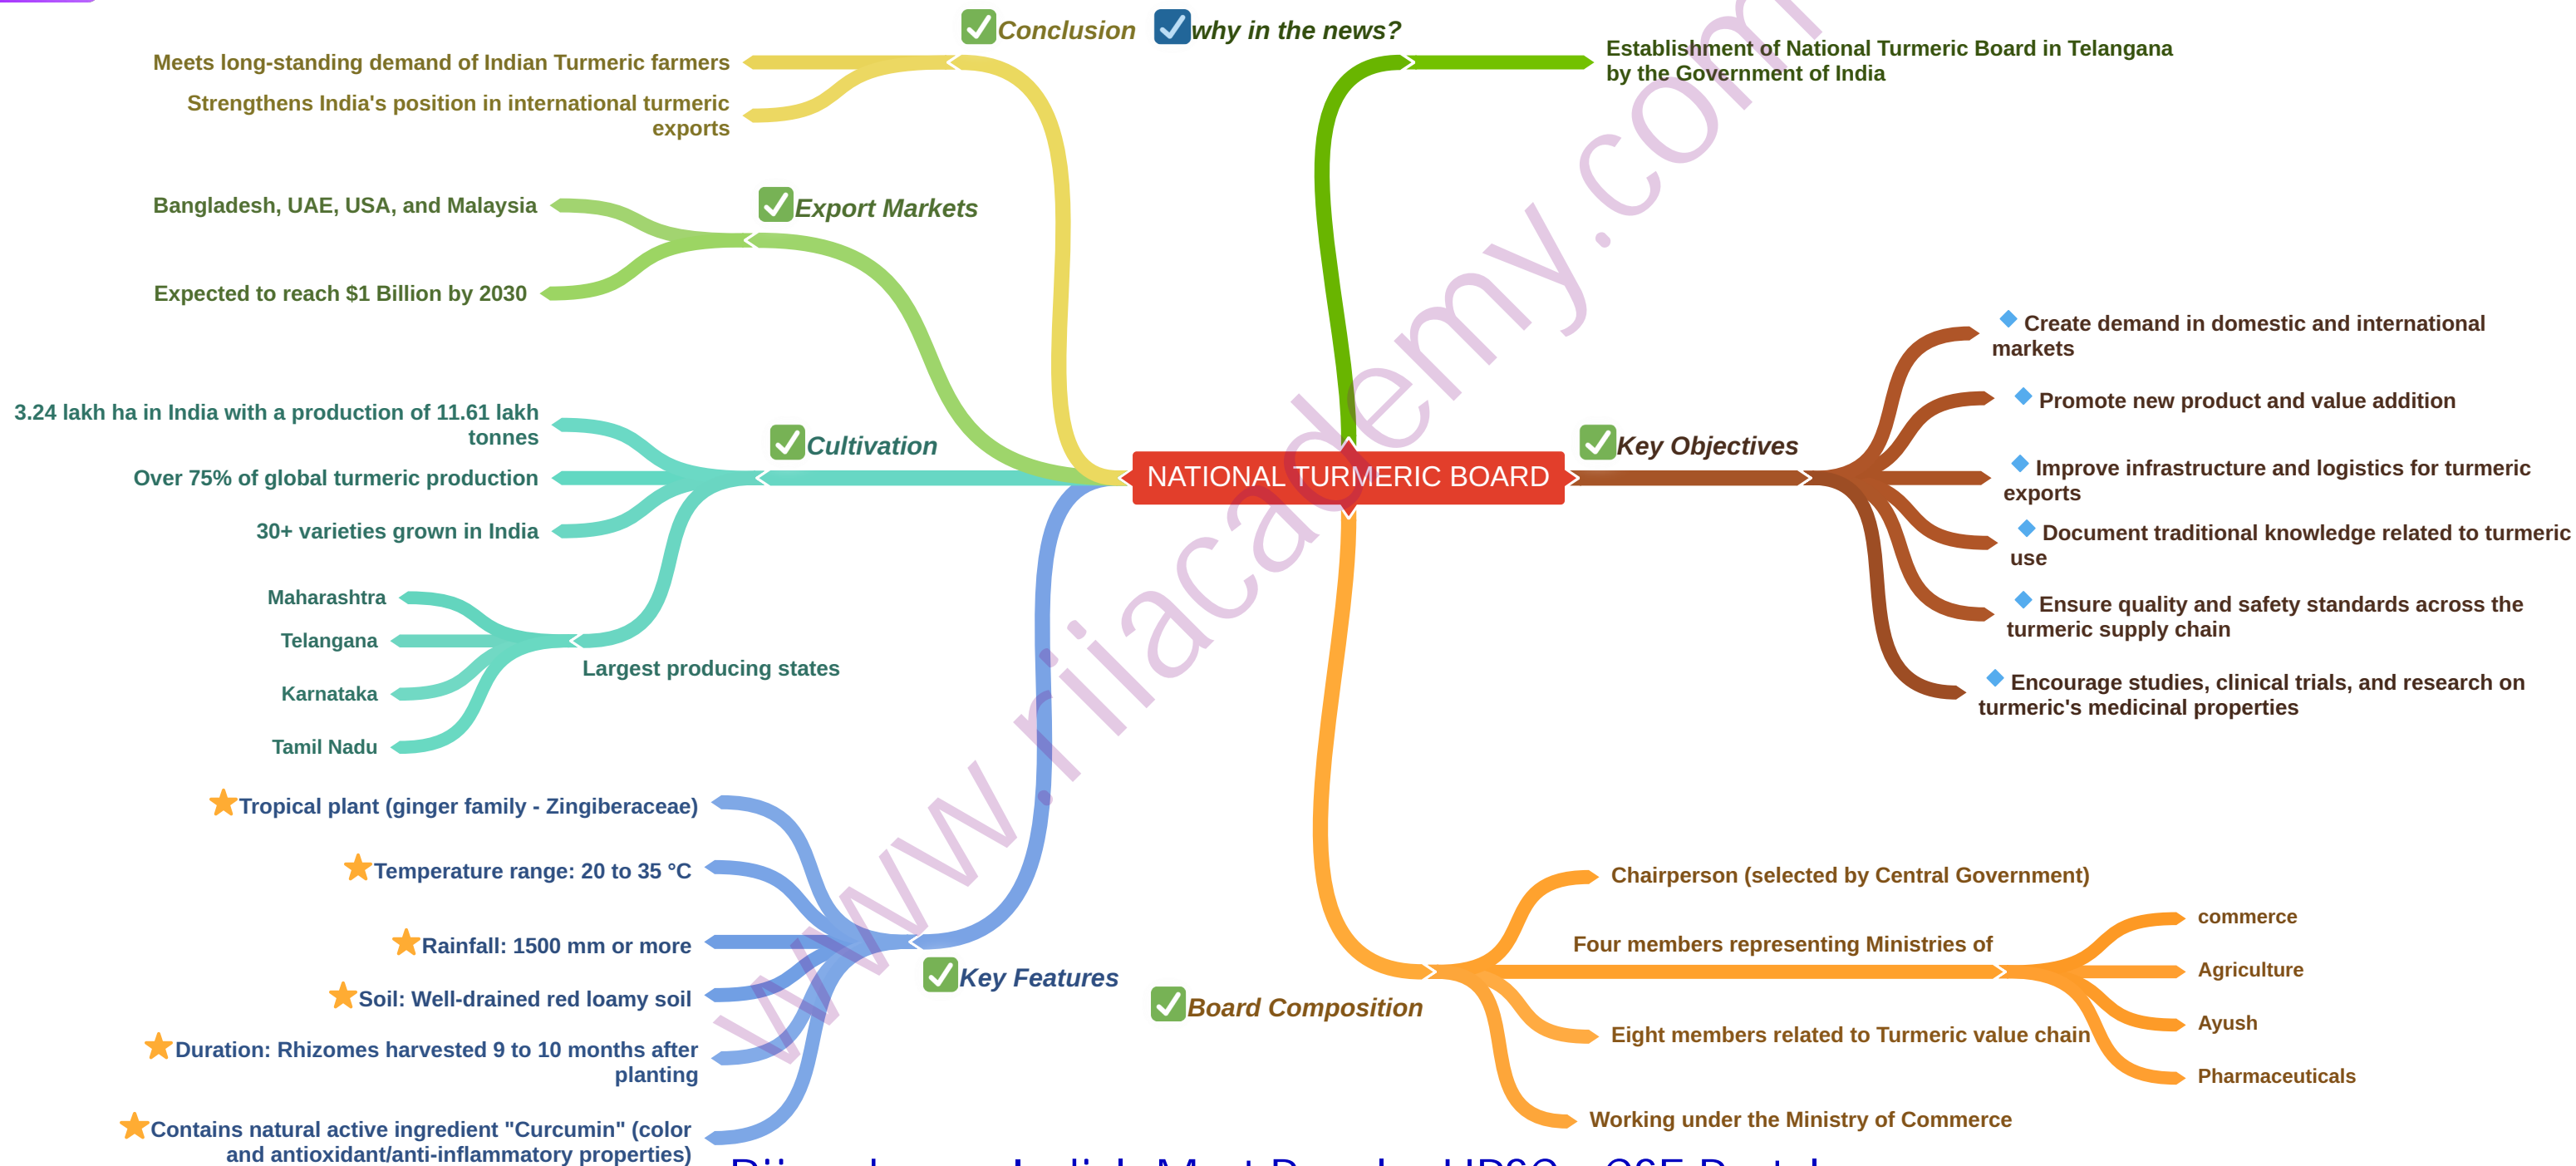 Conclusion
Meets long-standing demand of Indian Turmeric farmers
Strengthens India's position in international turmeric
exports
why in the news?
Establishment of National Turmeric Board in Telangana
by the Government of India
Export Markets
Bangladesh, UAE, USA, and Malaysia
Expected to reach $1 Billion by 2030
Cultivation
3.24 lakh ha in India with a production of 11.61 lakh
tonnes
Over 75% of global turmeric production
30+ varieties grown in India
Largest producing states
Maharashtra
Telangana
Karnataka
Tamil Nadu
NATIONAL TURMERIC BOARD
Key Objectives
Create demand in domestic and international
markets
Promote new product and value addition
Improve infrastructure and logistics for turmeric
exports
Document traditional knowledge related to turmeric
use
Ensure quality and safety standards across the
turmeric supply chain
Encourage studies, clinical trials, and research on
turmeric's medicinal properties
Key Features
Tropical plant (ginger family - Zingiberaceae)
Temperature range: 20 to 35 °C
Rainfall: 1500 mm or more
Soil: Well-drained red loamy soil
Duration: Rhizomes harvested 9 to 10 months after
planting
Contains natural active ingredient "Curcumin" (color
and antioxidant/anti-inflammatory properties)
Board Composition
Chairperson (selected by Central Government)
Four members representing Ministries of
commerce
Agriculture
Ayush
Pharmaceuticals
Eight members related to Turmeric value chain
Working under the Ministry of Commerce
www.riiacademy.com